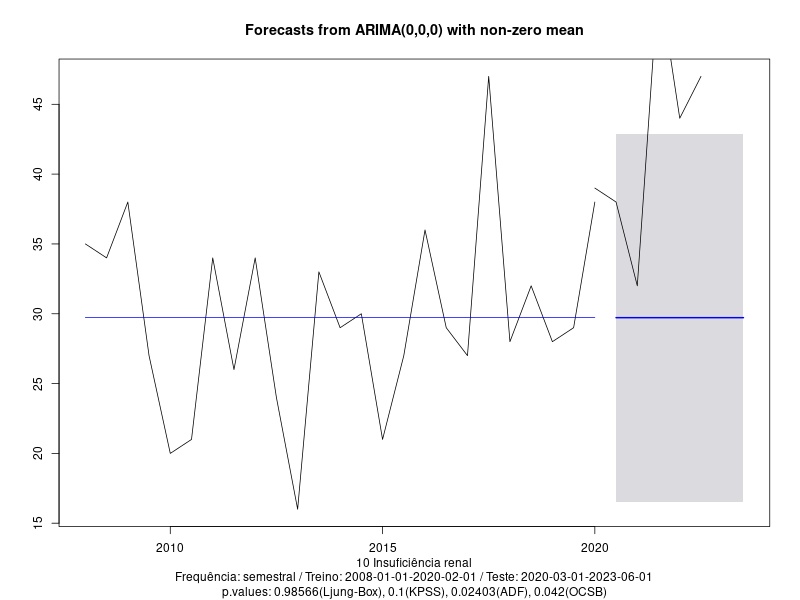 Forecasts from ARIMA(0,0,0) with non-zero mean
45
40
35
30
25
20
15
2010 2015 2020
10 Insuficiência renal
Frequência: semestral / Treino: 2008-01-01-2020-02-01 / Teste: 2020-03-01-2023-06-01
p.values: 0.98566(Ljung-Box), 0.1(KPSS), 0.02403(ADF), 0.042(OCSB)